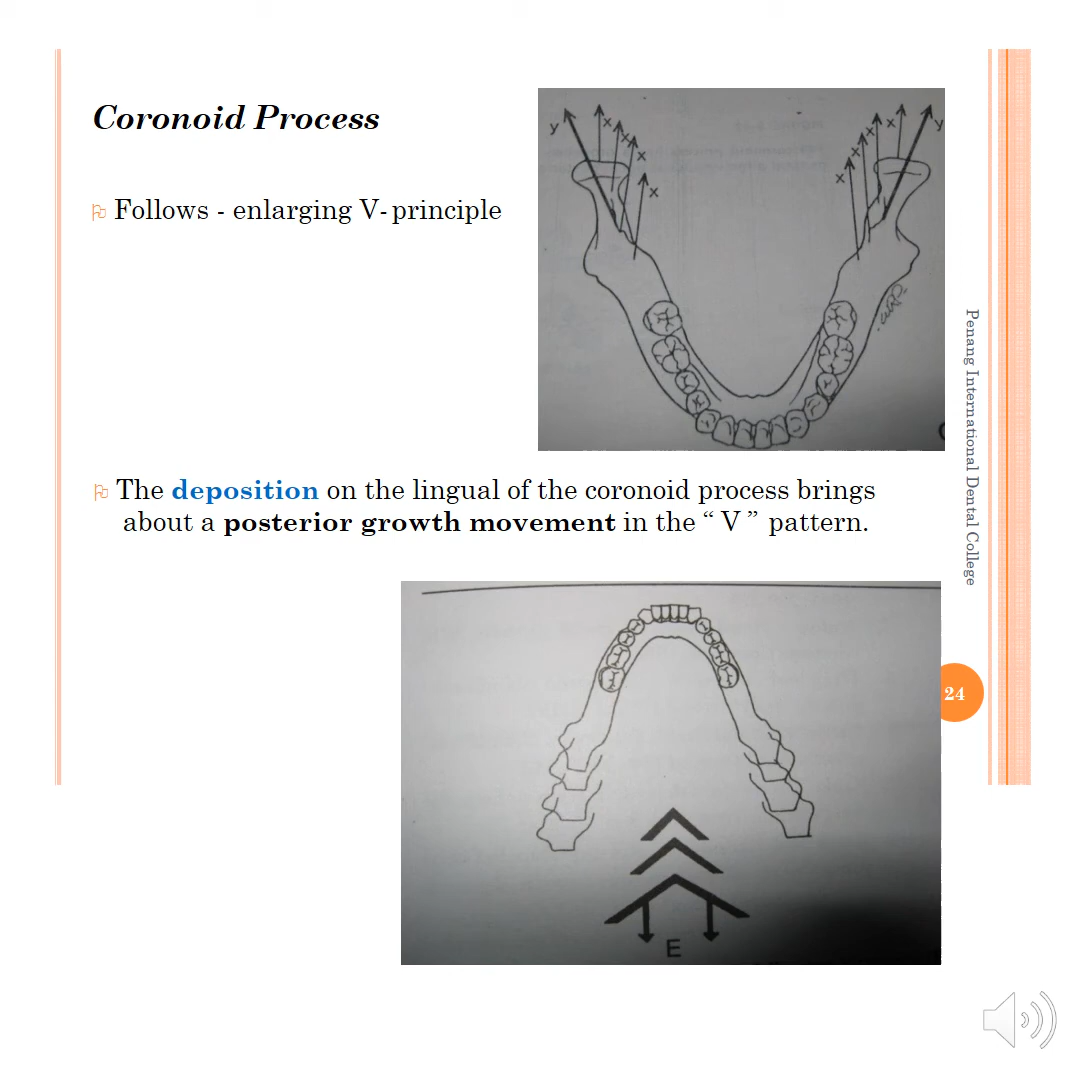 Coronoid Process
Follows - enlarging V-principle
y
x
x
x
x
x
x
x
x
x
y
The deposition on the lingual of the coronoid process brings
about a posterior growth movement in the “ V ” pattern.
E
24
Penang International Dental College